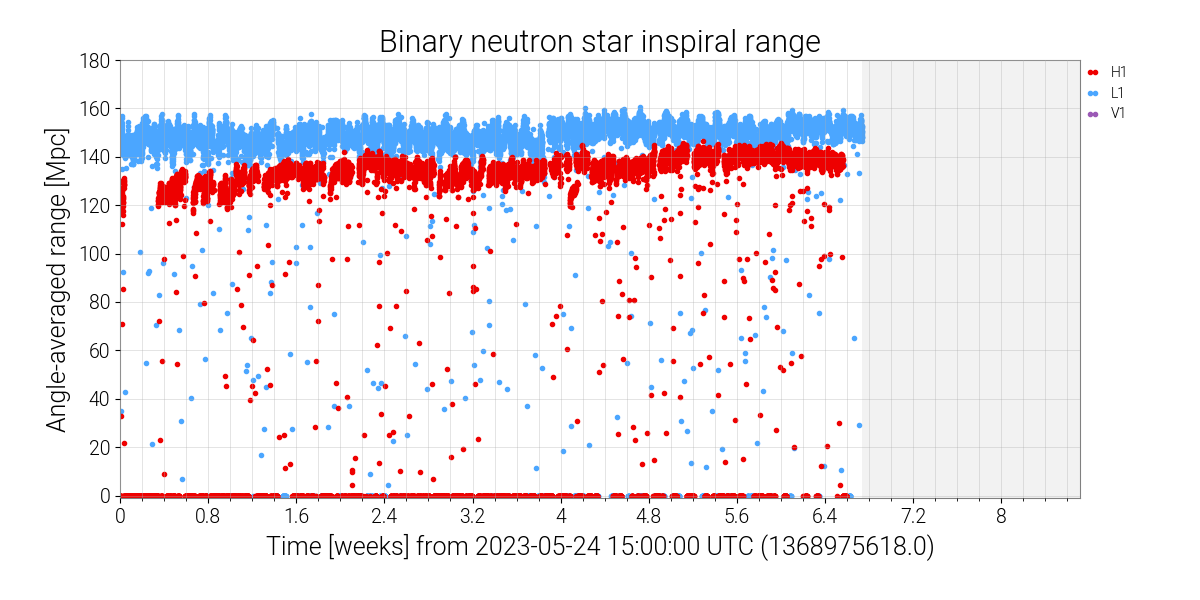 Binary neutron star inspiral range
Angle-averaged range [Mpc]
180
160
140
120
100
80
60
40
20
0
0 0.8 1.6 2.4 3.2 4 4.8 5.6 6.4 7.2 8
Time [weeks] from 2023-05-24 15:00:00 UTC (1368975618.0)
H1
L1
V1